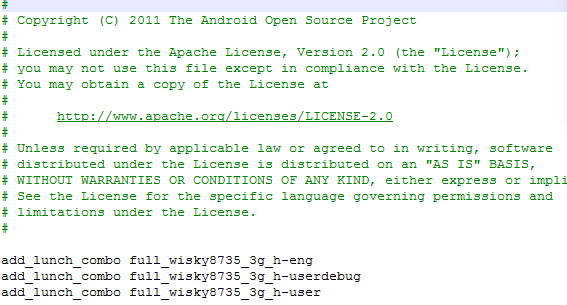 #
# Copyright (C) 2011 The Android Open Source Project
#
# Licensed under the Apache License, Version 2.0 (the "License");
# you may not use this file except in compliance with the License.
# You may obtain a copy of the License at
#
#      http://www.apache.org/licenses/LICENSE-2.0
#
# Unless required by applicable law or agreed to in writing, software
# distributed under the License is distributed on an "AS IS" BASIS,
# WITHOUT WARRANTIES OR CONDITIONS OF ANY KIND, either express or impli
# See the License for the specific language governing permissions and
# limitations under the License.
#
add_lunch_combo full_wisky8735_3g_h-eng
add_lunch_combo full_wisky8735_3g_h-userdebug
add_lunch_combo full_wisky8735_3g_h-user